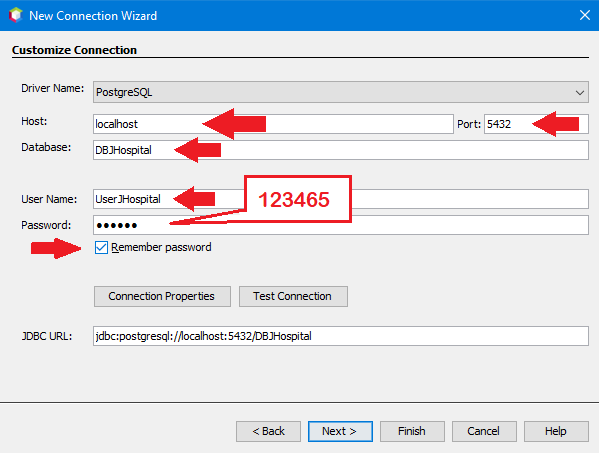 New Connection Wizard
Customize Connection
Driver Name: PostgreSQL
Host: localhost Port: 5432
Database: DBJHospital
User Name: UserJHospital
123465
Password: ●●●●●●
Remember password
Connection Properties Test Connection
JDBC URL: jdbc:postgresql://localhost:5432/DBJHospital
< Back Next > Finish Cancel Help